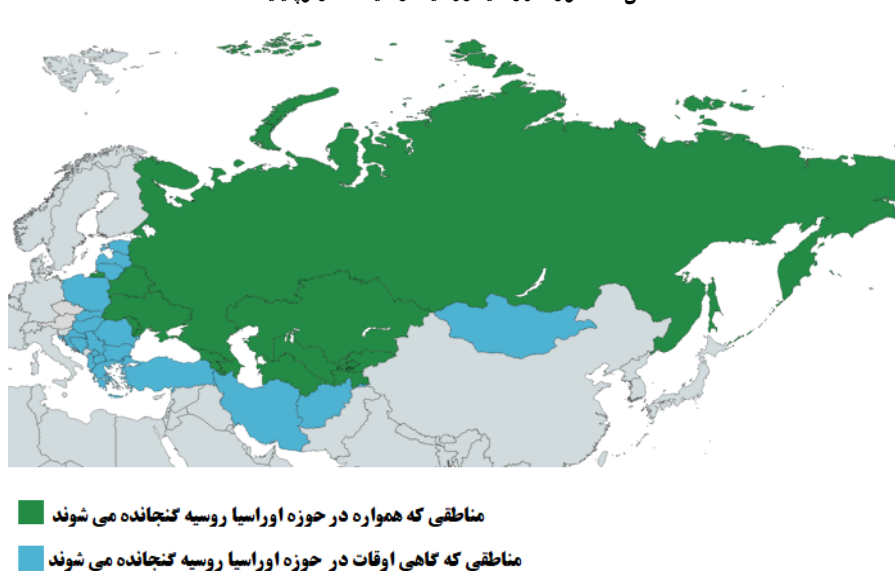 مناطقی که همواره در حوزه اوراسیا روسیه گنجانده می شوند
مناطقی که گاهی اوقات در حوزه اوراسیا روسیه گنجانده می شوند